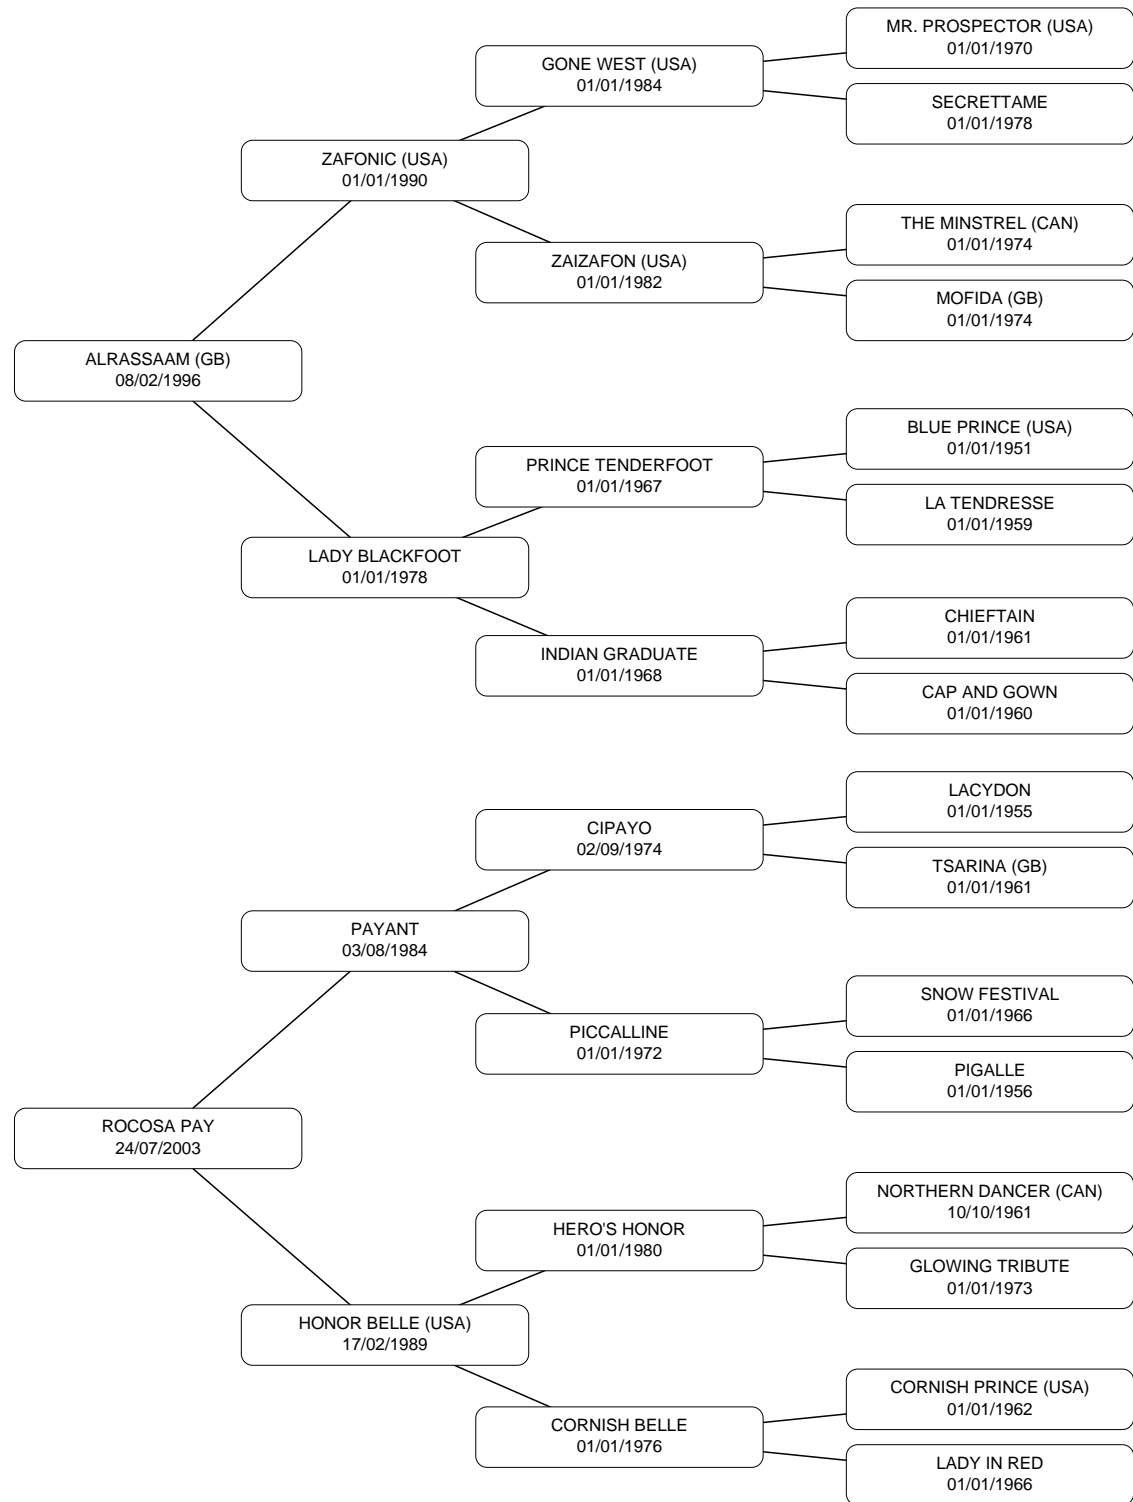 MR. PROSPECTOR (USA)
01/01/1970
GONE WEST (USA)
01/01/1984
SECRETTAME
01/01/1978
ZAFONIC (USA)
01/01/1990
THE MINSTREL (CAN)
01/01/1974
ZAIZAFON (USA)
01/01/1982
MOFIDA (GB)
01/01/1974
ALRASSAAM (GB)
08/02/1996
BLUE PRINCE (USA)
01/01/1951
PRINCE TENDERFOOT
01/01/1967
LA TENDRESSE
01/01/1959
LADY BLACKFOOT
01/01/1978
CHIEFTAIN
01/01/1961
INDIAN GRADUATE
01/01/1968
CAP AND GOWN
01/01/1960
LACYDON
01/01/1955
CIPAYO
02/09/1974
TSARINA (GB)
01/01/1961
PAYANT
03/08/1984
SNOW FESTIVAL
01/01/1966
PICCALLINE
01/01/1972
PIGALLE
01/01/1956
ROCOSA PAY
24/07/2003
NORTHERN DANCER (CAN)
10/10/1961
HERO'S HONOR
01/01/1980
GLOWING TRIBUTE
01/01/1973
HONOR BELLE (USA)
17/02/1989
CORNISH PRINCE (USA)
01/01/1962
CORNISH BELLE
01/01/1976
LADY IN RED
01/01/1966